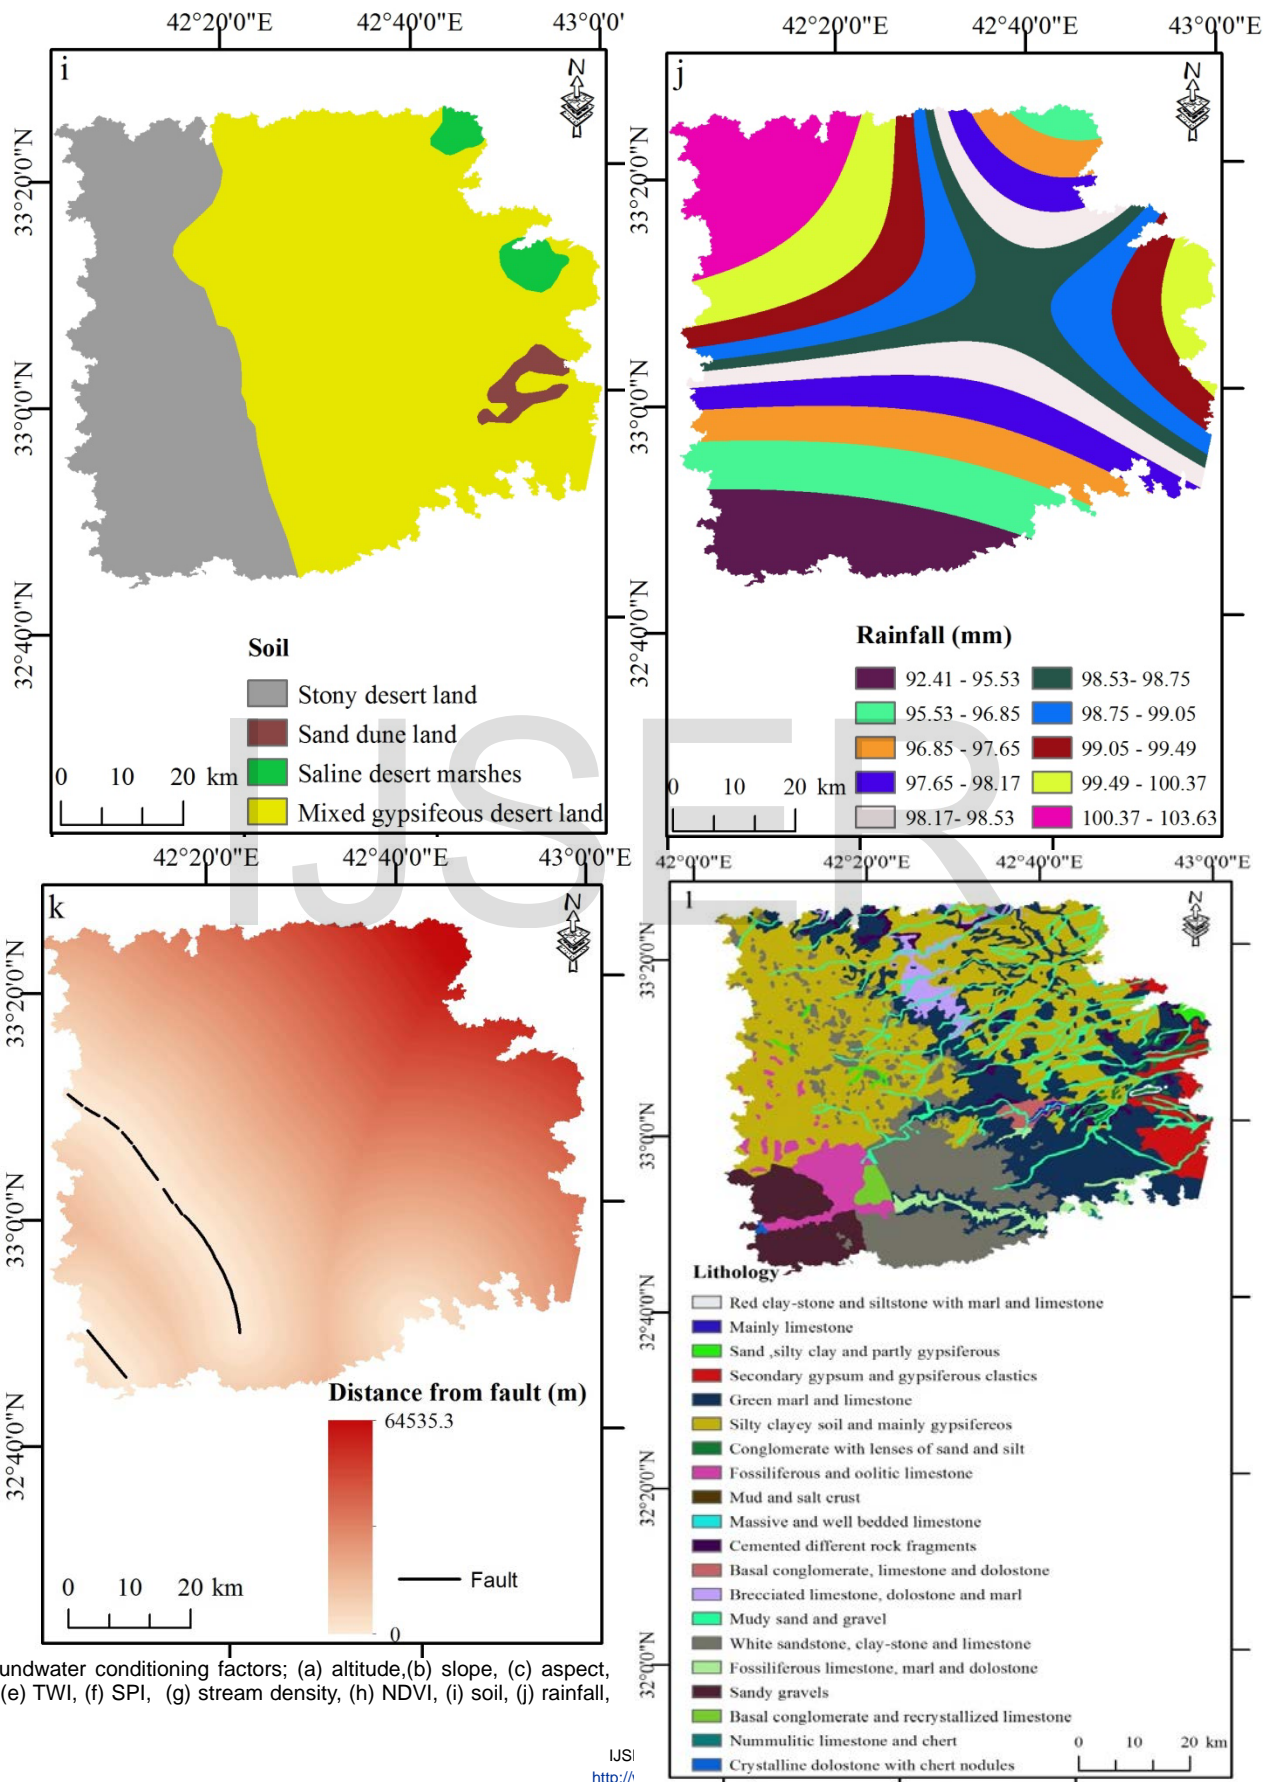 42°20'0"E 42°40'0"E 43°0'0"E
i
N
33°20'0"N
33°0'0"N
32°40'0"N
Soil
Stony desert land
Sand dune land
Saline desert marshes
Mixed gypsifeous desert land
0 10 20 km
42°20'0"E 42°40'0"E 43°0'0"E
j
N
33°20'0"N
33°0'0"N
32°40'0"N
Rainfall (mm)
92.41 - 95.53
95.53 - 96.85
96.85 - 97.65
97.65 - 98.17
98.17- 98.53
98.53- 98.75
98.75 - 99.05
99.05 - 99.49
99.49 - 100.37
100.37 - 103.63
0 10 20 km
IJSER
42°20'0"E 42°40'0"E 43°0'0"E
k
N
33°20'0"N
33°0'0"N
32°40'0"N
Distance from fault (m)
64535.3
0
Fault
0 10 20 km
42°0'0"E 42°20'0"E 42°40'0"E 43°0'0"E
l
N
33°20'0"N
33°0'0"N
32°40'0"N
32°20'0"N
32°0'0"N
Lithology
Red clay-stone and siltstone with marl and limestone
Mainly limestone
Sand ,silty clay and partly gypsiferous
Secondary gypsum and gypsiferous clastics
Green marl and limestone
Silty clayey soil and mainly gypsifereos
Conglomerate with lenses of sand and silt
Fossiliferous and oolitic limestone
Mud and salt crust
Massive and well bedded limestone
Cemented different rock fragments
Basal conglomerate, limestone and dolostone
Brecciated limestone, dolostone and marl
Mudy sand and gravel
White sandstone, clay-stone and limestone
Fossiliferous limestone, marl and dolostone
Sandy gravels
Basal conglomerate and recrystallized limestone
Nummulitic limestone and chert
Crystalline dolostone with chert nodules
0 10 20 km
undwater conditioning factors; (a) altitude,(b) slope, (c) aspect,
(e) TWI, (f) SPI, (g) stream density, (h) NDVI, (i) soil, (j) rainfall,
IJS
http://